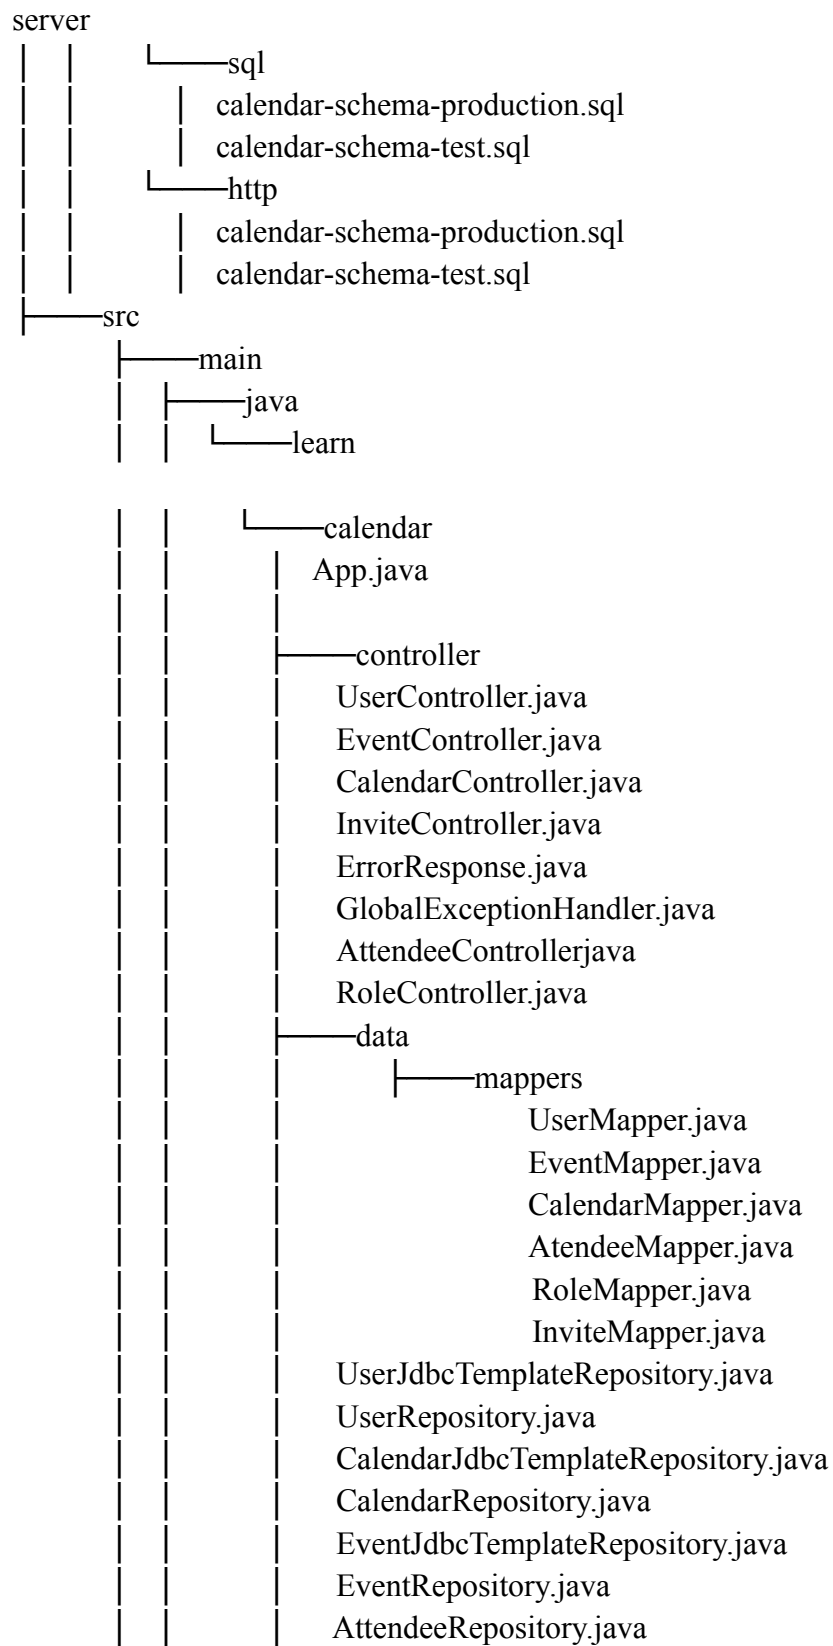 server
sql
calendar-schema-production.sql
calendar-schema-test.sql
http
calendar-schema-production.sql
calendar-schema-test.sql
src
main
java
learn
calendar
App.java
controller
UserController.java
EventController.java
CalendarController.java
InviteController.java
ErrorResponse.java
GlobalExceptionHandler.java
AttendeeControllerjava
RoleController.java
data
mappers
UserMapper.java
EventMapper.java
CalendarMapper.java
AtendeeMapper.java
RoleMapper.java
InviteMapper.java
UserJdbcTemplateRepository.java
UserRepository.java
CalendarJdbcTemplateRepository.java
CalendarRepository.java
EventJdbcTemplateRepository.java
EventRepository.java
AttendeeRepository.java